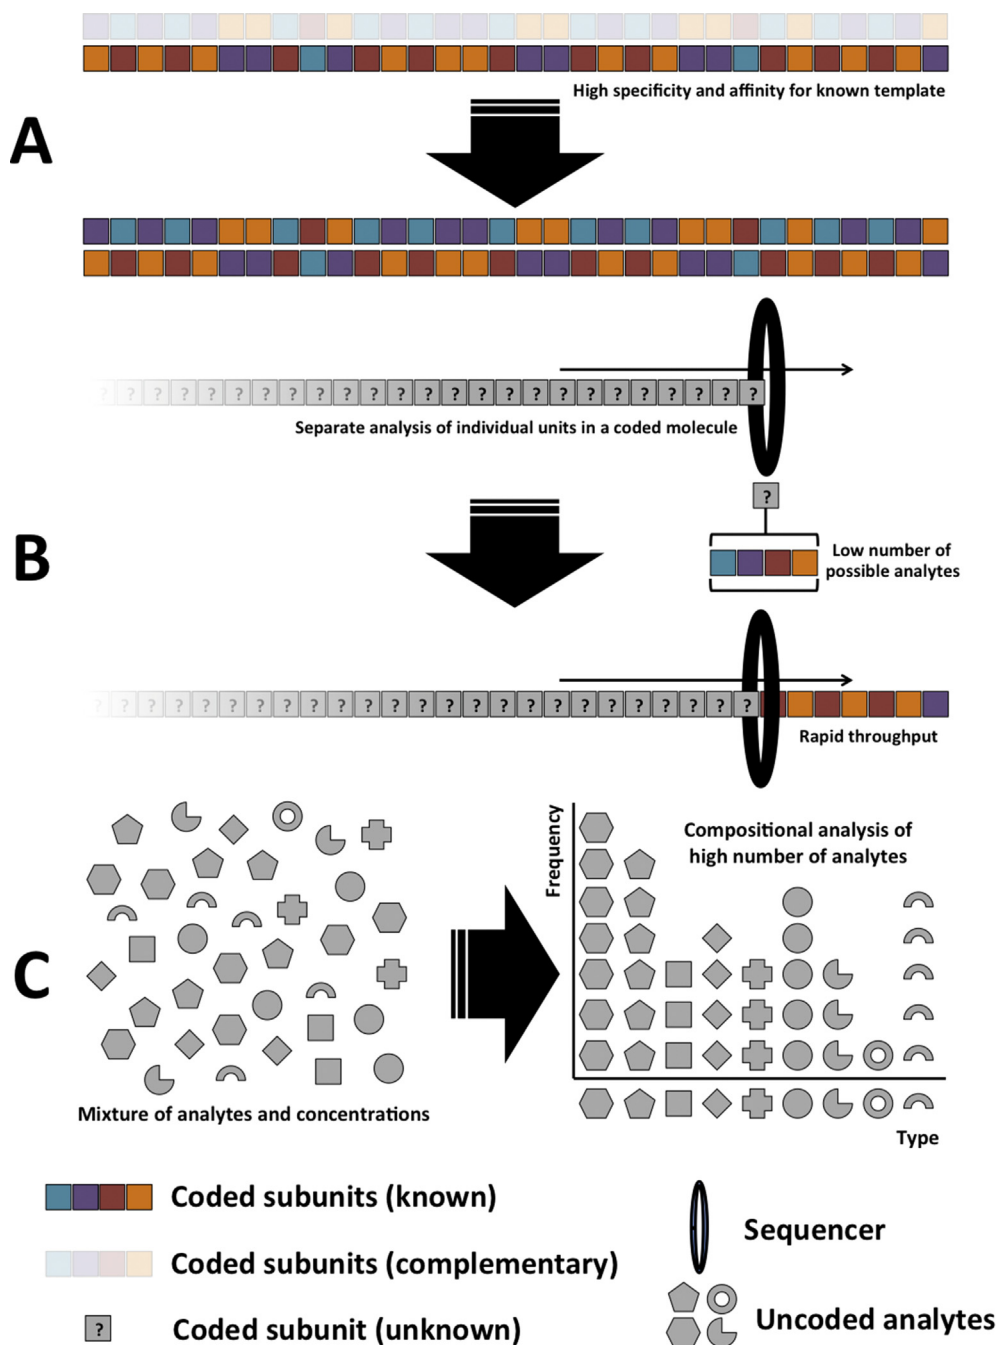 A
High specificity and affinity for known template
? ? ? ? ? ? ? ? ? ? ? ? ? ? ? ? ? ? ? ? ? ? ? ? ?
Separate analysis of individual units in a coded molecule
?
B
Low number of
possible analytes
? ? ? ? ? ? ? ? ? ? ? ? ? ? ? ? ? ? ? ? ? ? ? ? ?
Rapid throughput
C
Frequency
Compositional analysis of
high number of analytes
Mixture of analytes and concentrations
Type
Coded subunits (known)
Sequencer
Coded subunits (complementary)
Uncoded analytes
?
Coded subunit (unknown)